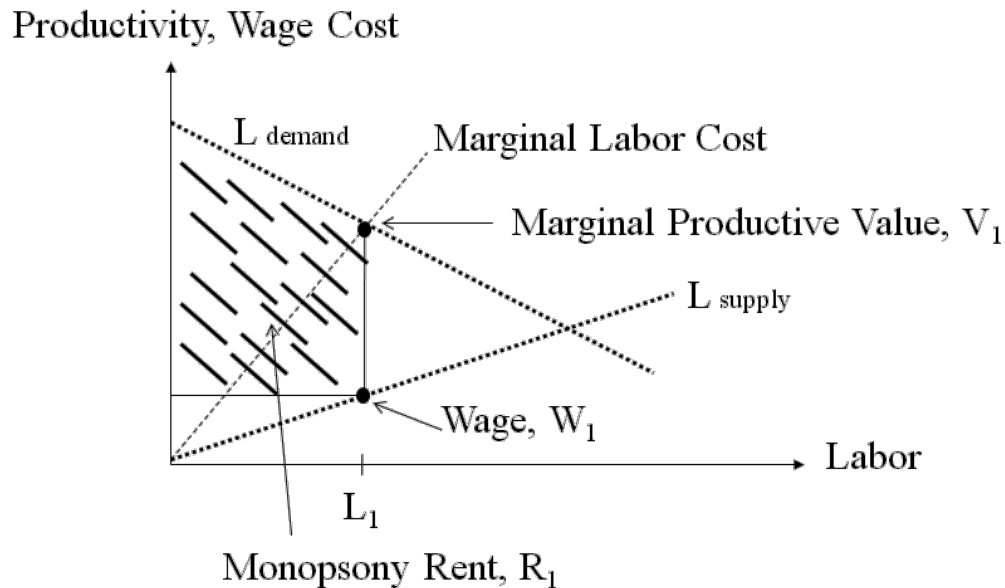 Productivity, Wage Cost
L demand
Marginal Labor Cost
Marginal Productive Value, V1
L supply
Wage, W1
Labor
L1
Monopsony Rent, R1